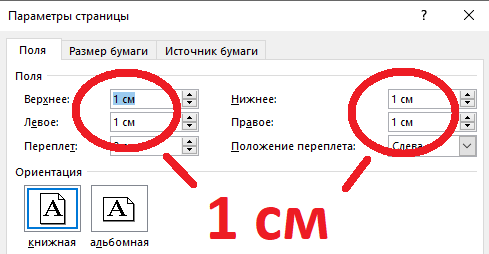 Параметры страницы ? ×
Поля Размер бумаги Источник бумаги
Поля
Верхнее: 1 см Нижнее: 1 см
Левое: 1 см Правое: 1 см
Переплет: Положение переплета: Слева
Ориентация
A A
книжная альбомная
1 см